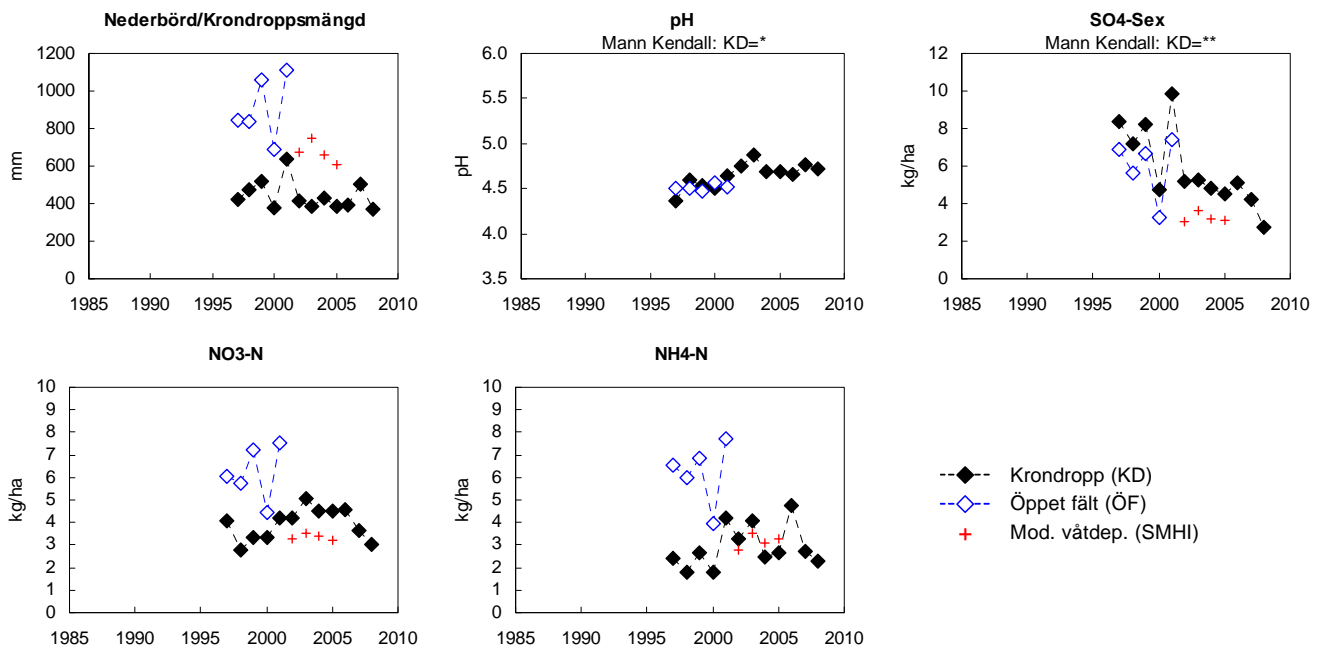 Nederbörd/Krondroppsmängd
mm
1200
1000
800
600
400
200
0
1985 1990 1995 2000 2005 2010
pH
Mann Kendall: KD=*
pH
6.0
5.5
5.0
4.5
4.0
3.5
1985 1990 1995 2000 2005 2010
SO4-Sex
Mann Kendall: KD=**
kg/ha
12
10
8
6
4
2
0
1985 1990 1995 2000 2005 2010
NO3-N
kg/ha
10
9
8
7
6
5
4
3
2
1
0
1985 1990 1995 2000 2005 2010
NH4-N
kg/ha
10
9
8
7
6
5
4
3
2
1
0
1985 1990 1995 2000 2005 2010
Krondropp (KD)
Öppet fält (ÖF)
Mod. våtdep. (SMHI)